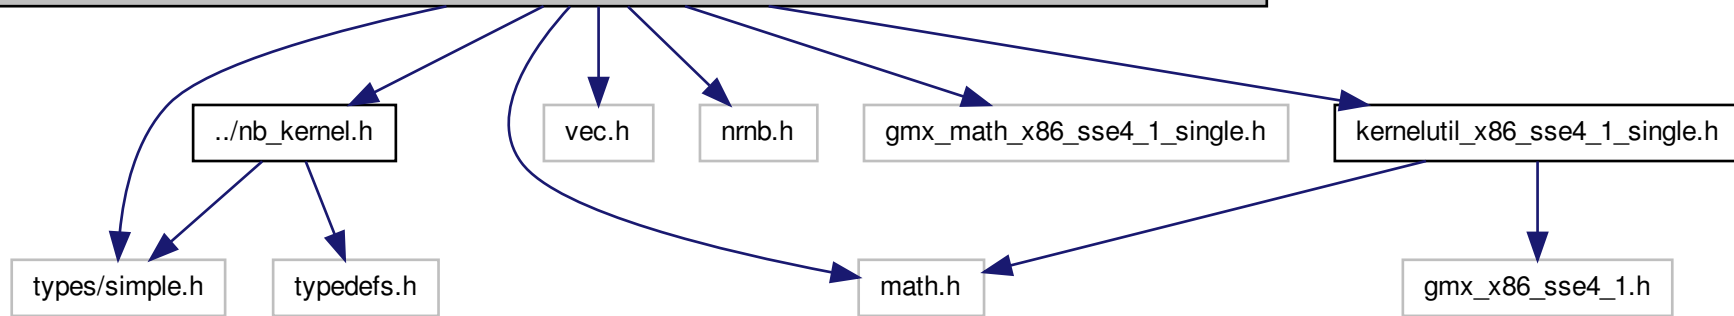 ../nb_kernel.h
vec.h
nrnb.h
gmx_math_x86_sse4_1_single.h
kernelutil_x86_sse4_1_single.h
types/simple.h
typedefs.h
math.h
gmx_x86_sse4_1.h